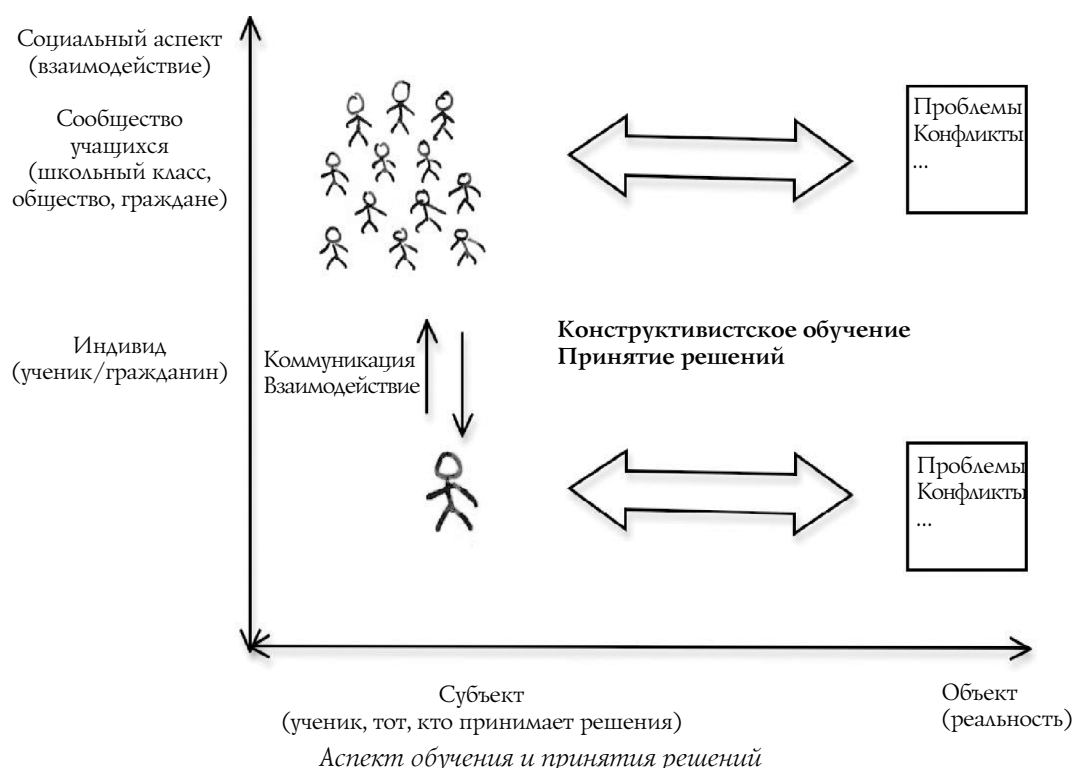 Социальный аспект
(взаимодействие)
Сообщество
учащихся
(школьный класс,
общество, граждане)
Проблемы
Конфликты
...
Индивид
(ученик/гражданин)
Коммуникация
Взаимодействие
Конструктивистское обучение
Принятие решений
Проблемы
Конфликты
...
Субъект
(ученик, тот, кто принимает решения)
Объект
(реальность)
Аспект обучения и принятия решений